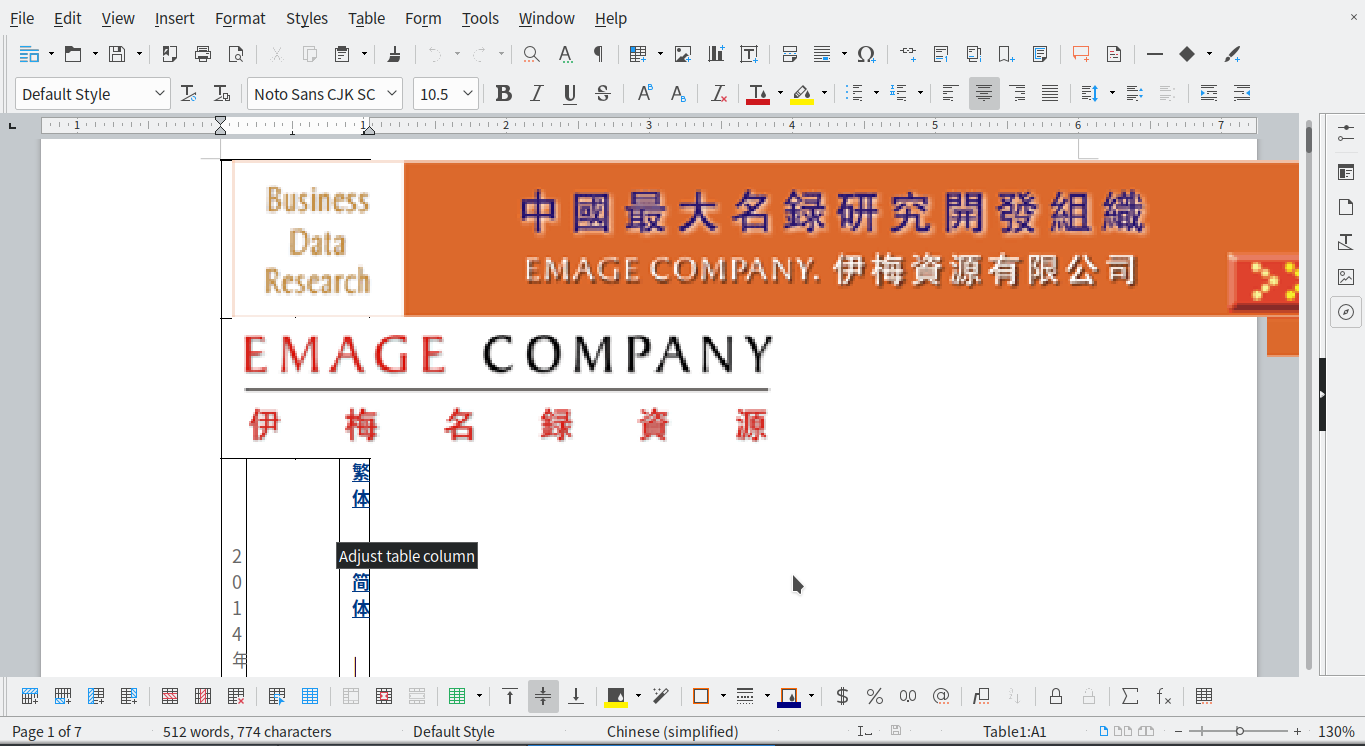 File Edit View Insert Format Styles Table Form Tools Window Help
Default Style
Noto Sans CJK SC
10.5
1 1 2 3 4 5 6 7
Business
Data
Research
中國最大名録研究開發組織
EMAGE COMPANY. 伊梅資源有限公司
EMAGE COMPANY
伊梅名録資源
繁
体
Adjust table column
简
体
2
0
1
4
年
Page 1 of 7
512 words, 774 characters
Default Style
Chinese (simplified)
Table1:A1
130%